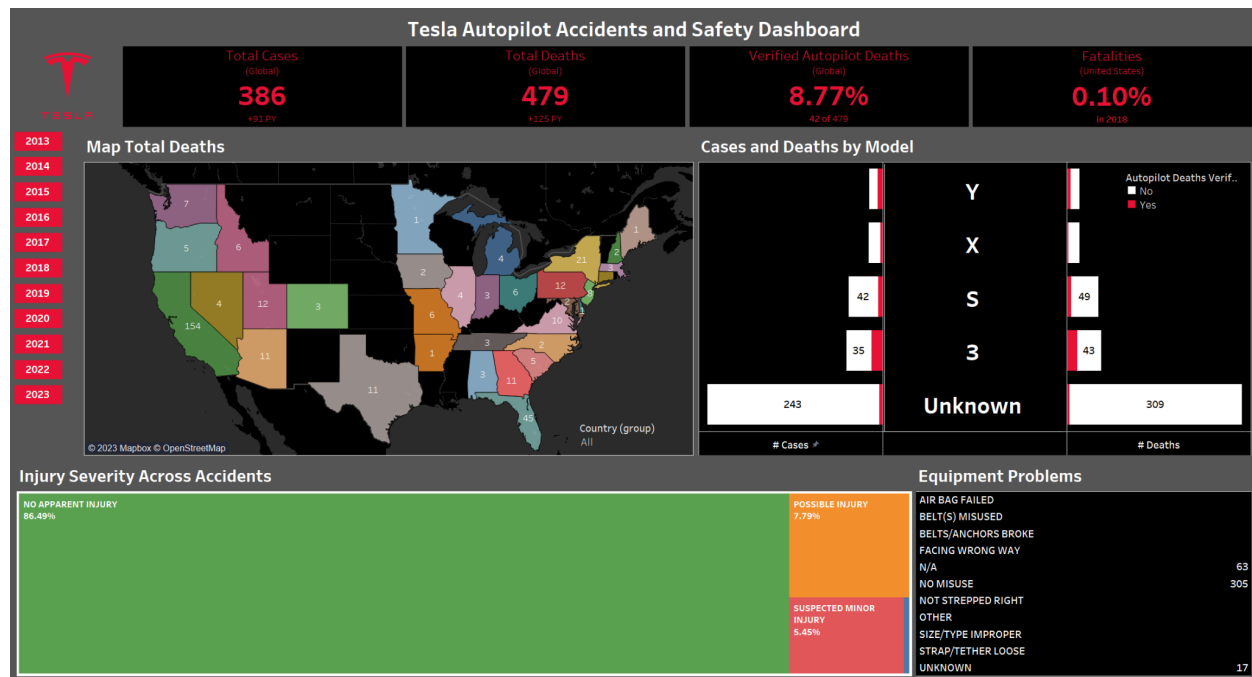 Tesla Autopilot Accidents and Safety Dashboard
TESLA
Total Cases
(Global)
386
+91 PY
Total Deaths
(Global)
479
+125 PY
Verified Autopilot Deaths
(Global)
8.77%
42 of 479
Fatalities
(United States)
0.10%
in 2018
2013
2014
2015
2016
2017
2018
2019
2020
2021
2022
2023
Map Total Deaths
7
1
1
5
6
4
2
21
3
2
12
4
12
3
4
3
6
2
1
154
6
10
11
3
2
1
5
11
3
11
45
Country (group)
All
© 2023 Mapbox © OpenStreetMap
Cases and Deaths by Model
Autopilot Deaths Verif..
No
Yes
Y
X
42
S
49
35
3
43
243
Unknown
309
# Cases
# Deaths
Injury Severity Across Accidents
NO APPARENT INJURY
86.49%
POSSIBLE INJURY
7.79%
SUSPECTED MINOR
INJURY
5.45%
Equipment Problems
AIR BAG FAILED
BELT(S) MISUSED
BELTS/ANCHORS BROKE
FACING WRONG WAY
N/A 63
NO MISUSE 305
NOT STREPPED RIGHT
OTHER
SIZE/TYPE IMPROPER
STRAP/TETHER LOOSE
UNKNOWN 17